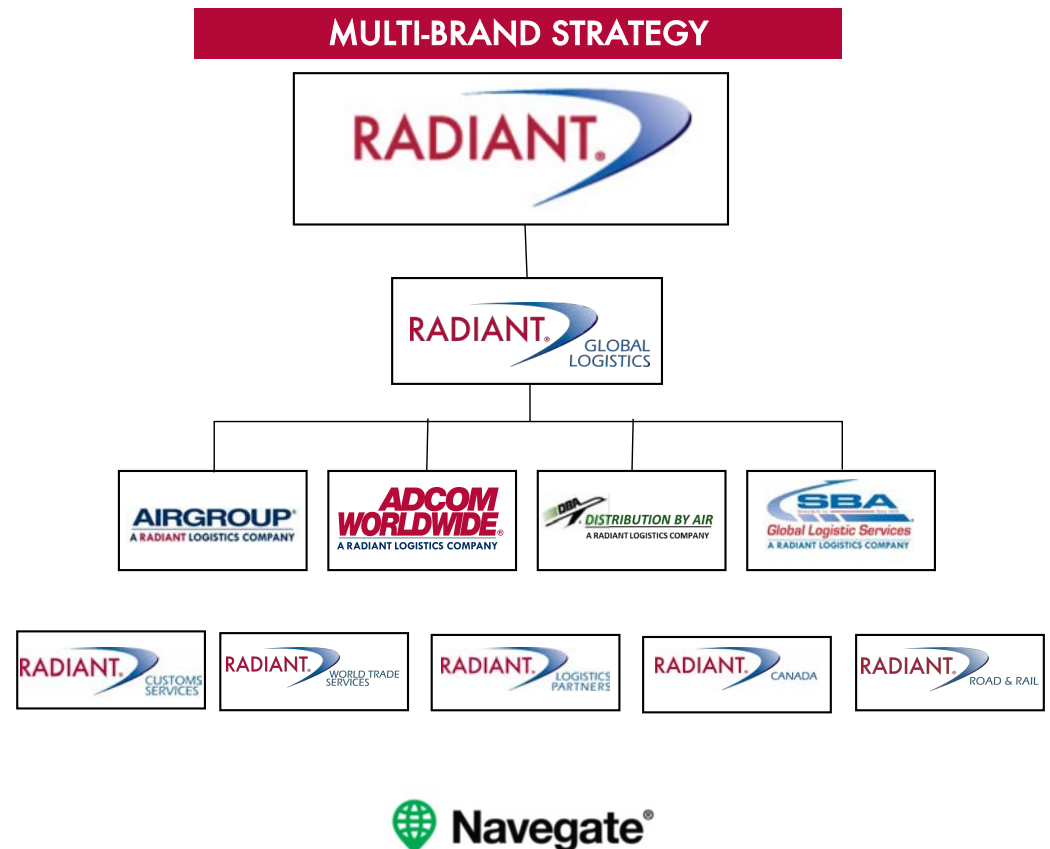 MULTI-BRAND STRATEGY
RADIANT.®
RADIANT.®
GLOBAL
LOGISTICS
AIRGROUP®
A RADIANT LOGISTICS COMPANY
ADCOM
WORLDWIDE®
A RADIANT LOGISTICS COMPANY
DBA
DISTRIBUTION BY AIR
A RADIANT LOGISTICS COMPANY
SBA
Global Logistic Services
A RADIANT LOGISTICS COMPANY
RADIANT.®
CUSTOMS
SERVICES
RADIANT.®
WORLD TRADE
SERVICES
RADIANT.®
LOGISTICS
PARTNERS
RADIANT.®
CANADA
RADIANT.®
ROAD & RAIL
Navegate®